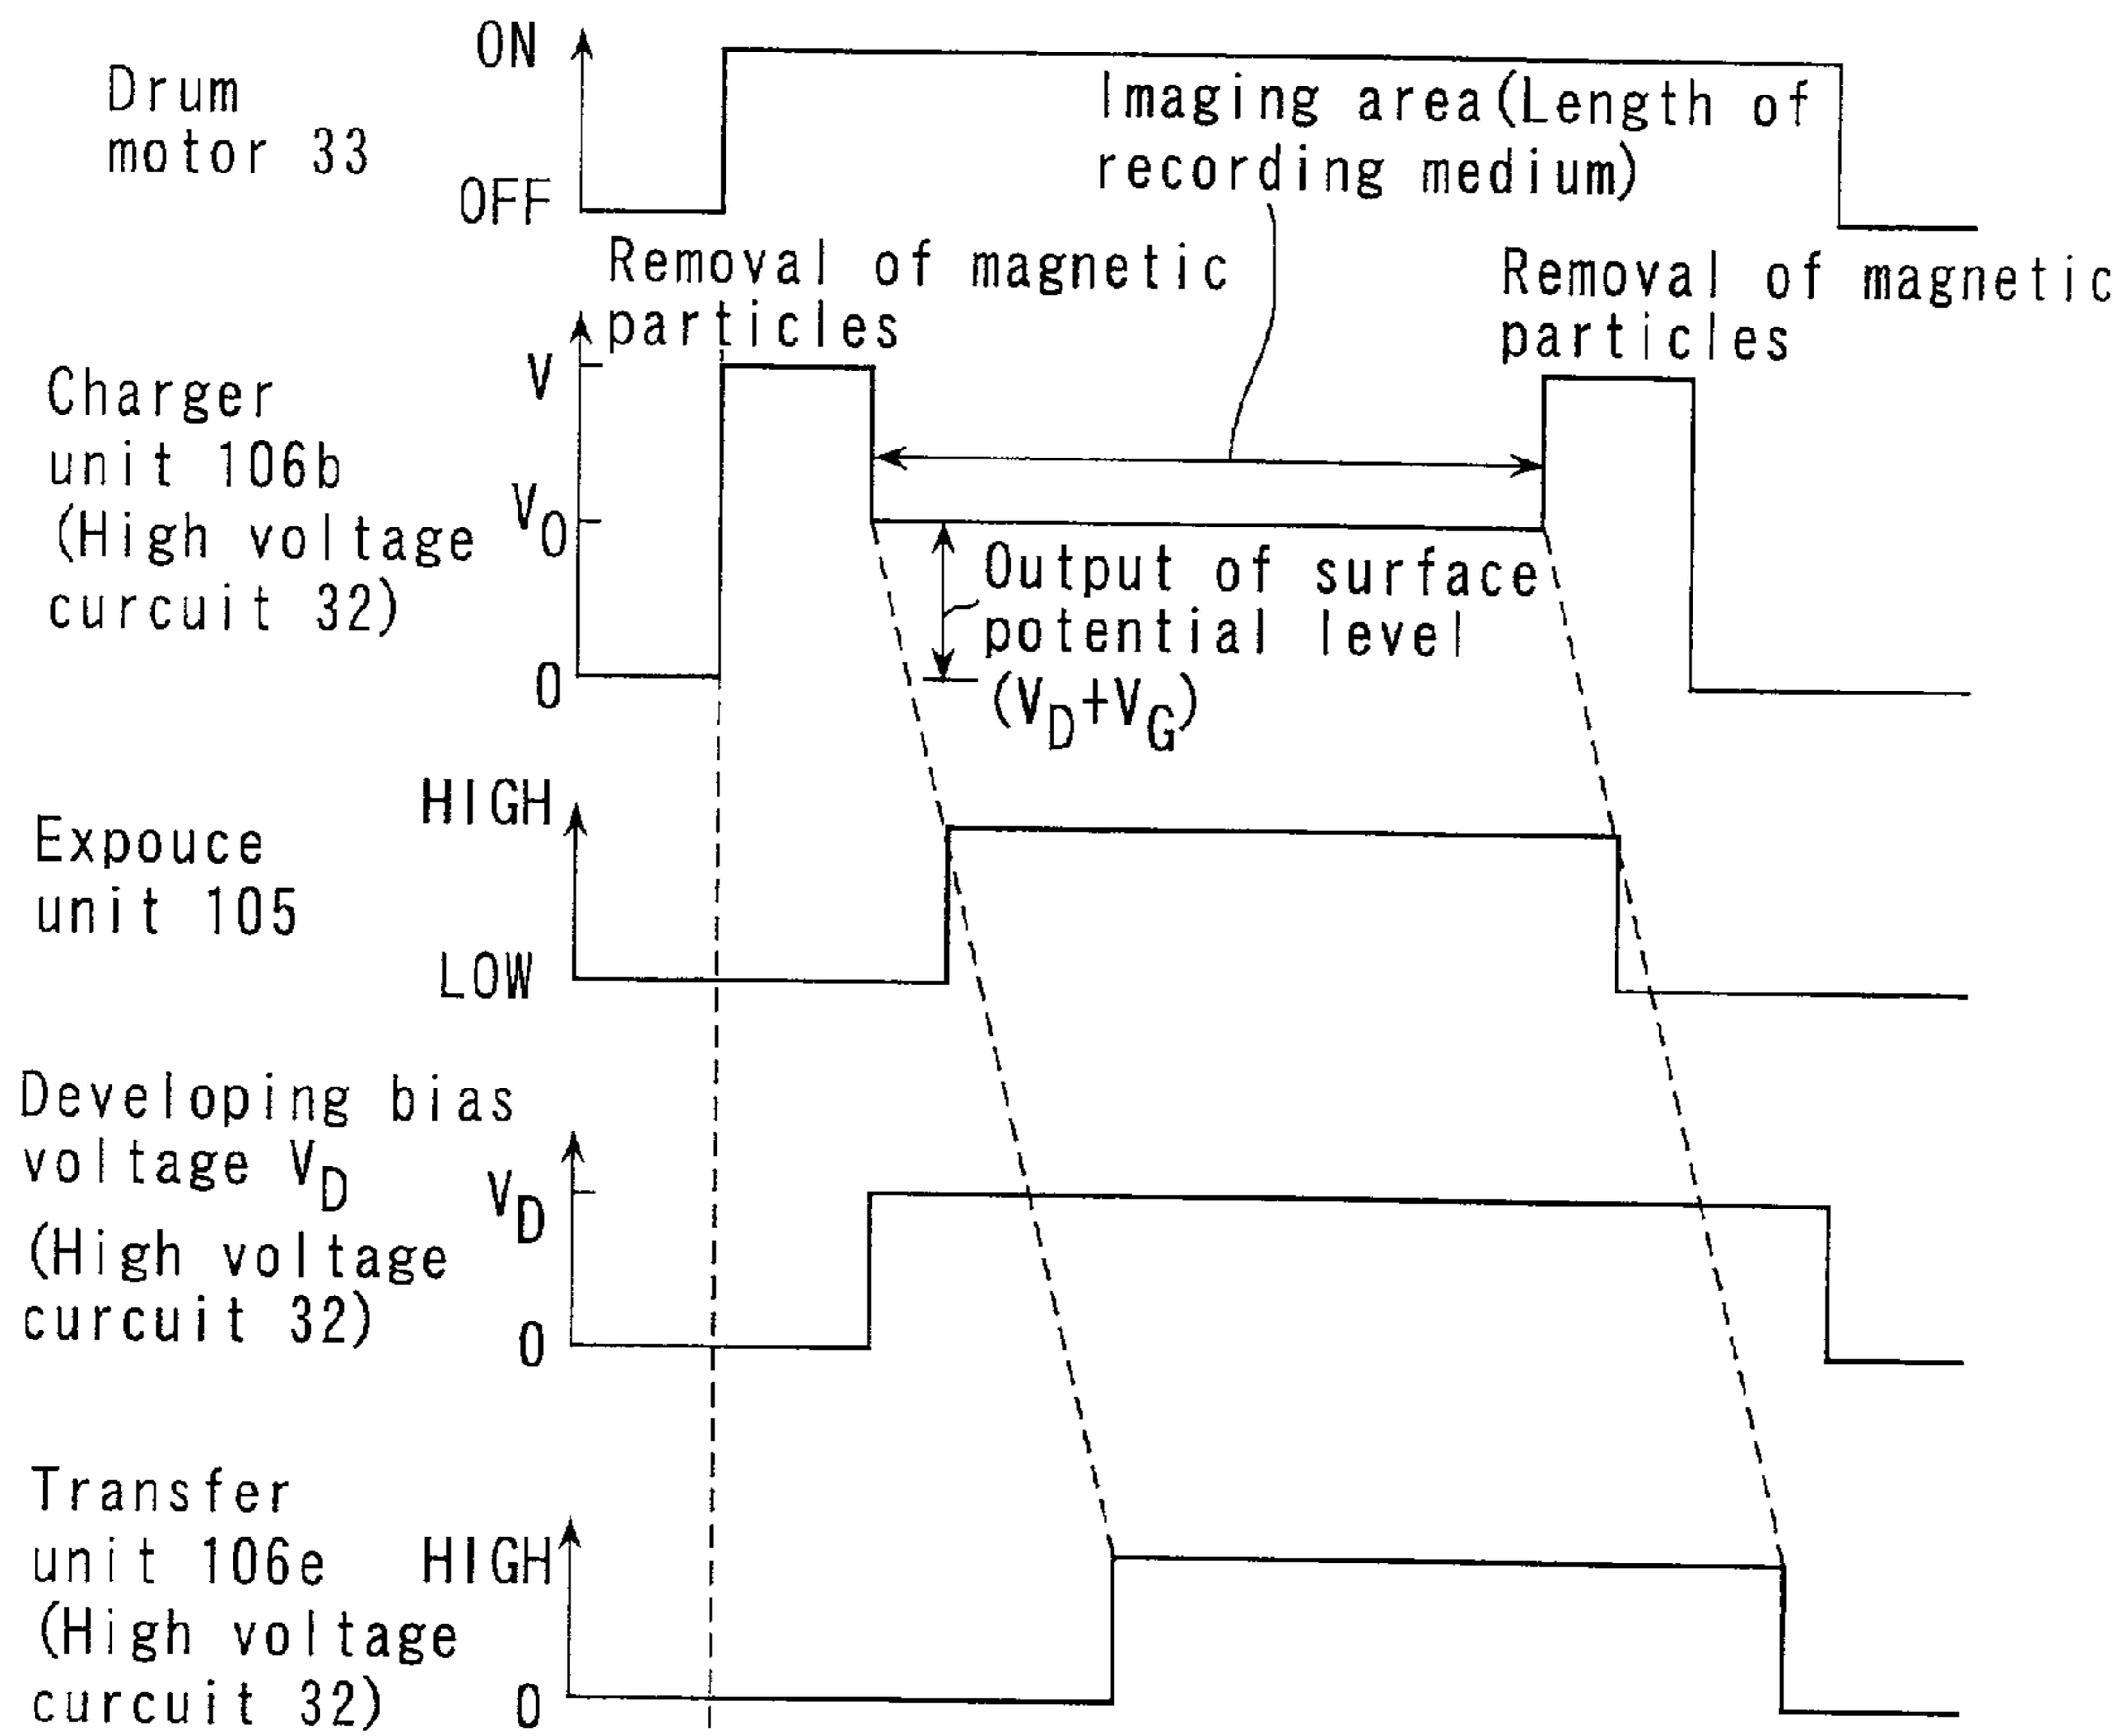 Drum
motor 33
ON
OFF
Imaging area(Length of
recording medium)
Removal of magnetic
particles
Removal of magnetic
particles
Charger
unit 106b
(High voltage
curcuit 32)
V
V0
0
Output of surface
potential level
(VD+VG)
Expouce
unit 105
HIGH
LOW
Developing bias
voltage VD
(High voltage
curcuit 32)
VD
0
Transfer
unit 106e
(High voltage
curcuit 32)
HIGH
0